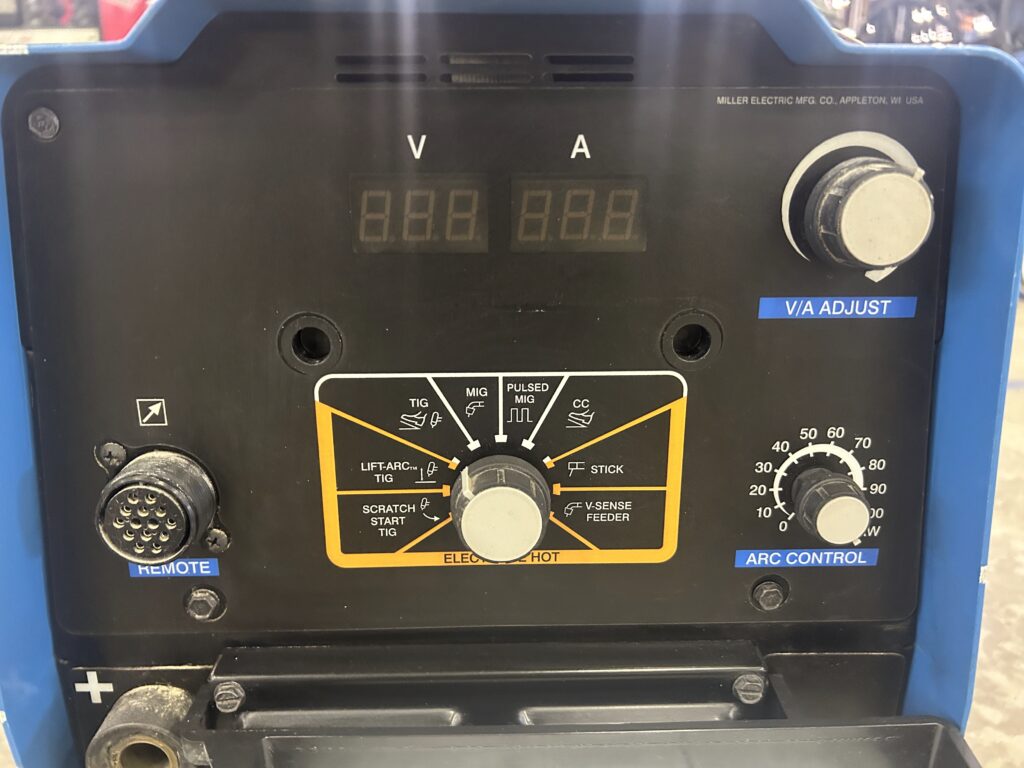 MILLER ELECTRIC MFG. CO., APPLETON, WI USA
V
A
V/A ADJUST
TIG
MIG
PULSED
MIG
CC
LIFT-ARC™
TIG
STICK
SCRATCH
START
TIG
V-SENSE
FEEDER
HOT
REMOTE
0
10
20
30
40
50
60
70
80
90
ARC CONTROL
+